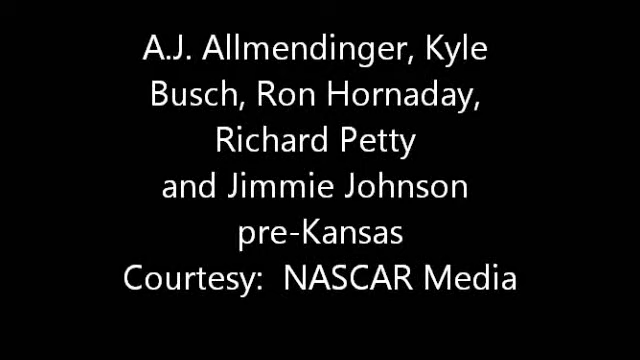 A.J. Allmendinger, Kyle
Busch, Ron Hornaday,
Richard Petty
and Jimmie Johnson
pre-Kansas
Courtesy:  NASCAR Media